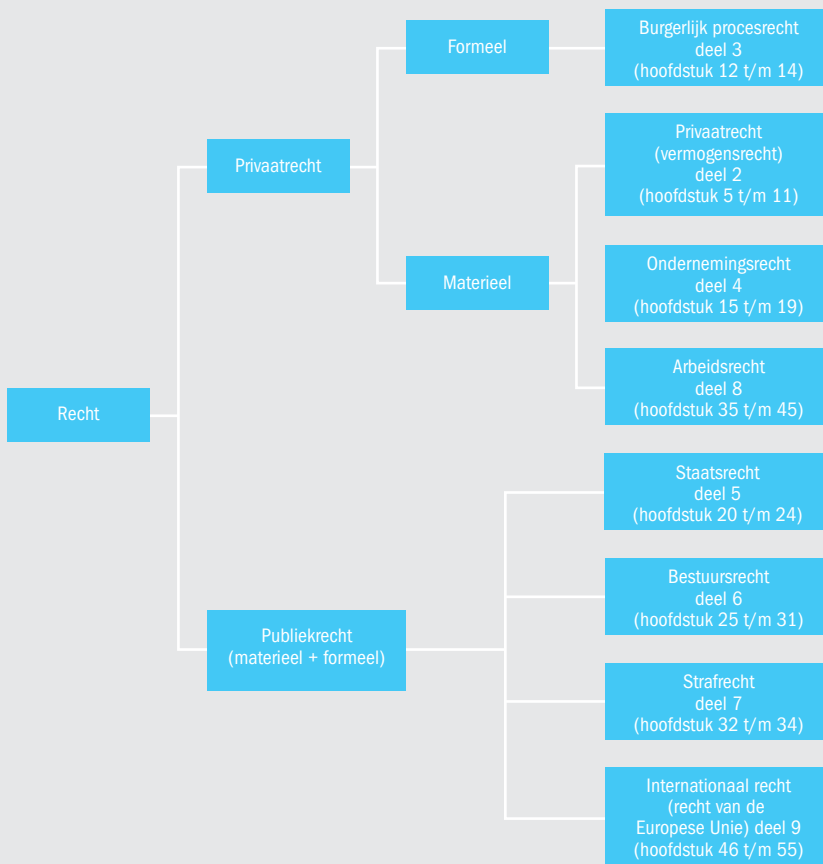 Recht
Privaatrecht
Formeel
Burgerlijk procesrecht
deel 3
(hoofdstuk 12 t/m 14)
Materieel
Privaatrecht
(vermogensrecht)
deel 2
(hoofdstuk 5 t/m 11)
Ondernemingsrecht
deel 4
(hoofdstuk 15 t/m 19)
Arbeidsrecht
deel 8
(hoofdstuk 35 t/m 45)
Publiekrecht
(materieel + formeel)
Staatsrecht
deel 5
(hoofdstuk 20 t/m 24)
Bestuursrecht
deel 6
(hoofdstuk 25 t/m 31)
Strafrecht
deel 7
(hoofdstuk 32 t/m 34)
Internationaal recht
(recht van de
Europese Unie) deel 9
(hoofdstuk 46 t/m 55)